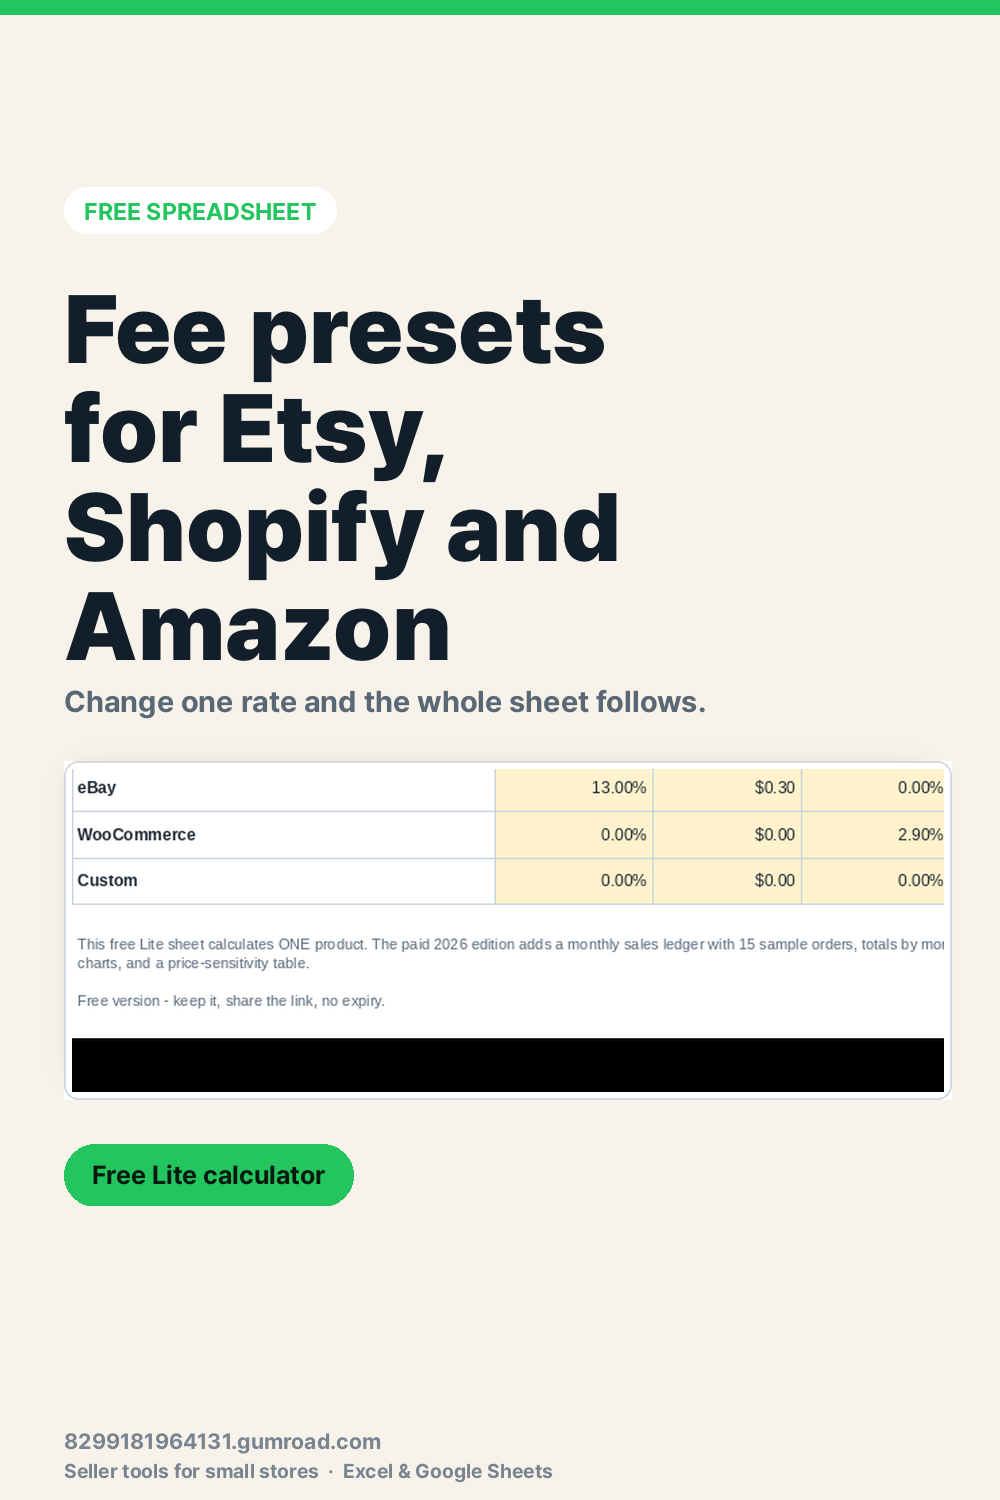 FREE SPREADSHEET
Fee presets
for Etsy,
Shopify and
Amazon
Change one rate and the whole sheet follows.
eBay 13.00% $0.30 0.00%
WooCommerce 0.00% $0.00 2.90%
Custom 0.00% $0.00 0.00%
This free Lite sheet calculates ONE product. The paid 2026 edition adds a monthly sales ledger with 15 sample orders, totals by
charts, and a price-sensitivity table.
Free version - keep it, share the link, no expiry.
Free Lite calculator
8299181964131.gumroad.com
Seller tools for small stores · Excel & Google Sheets